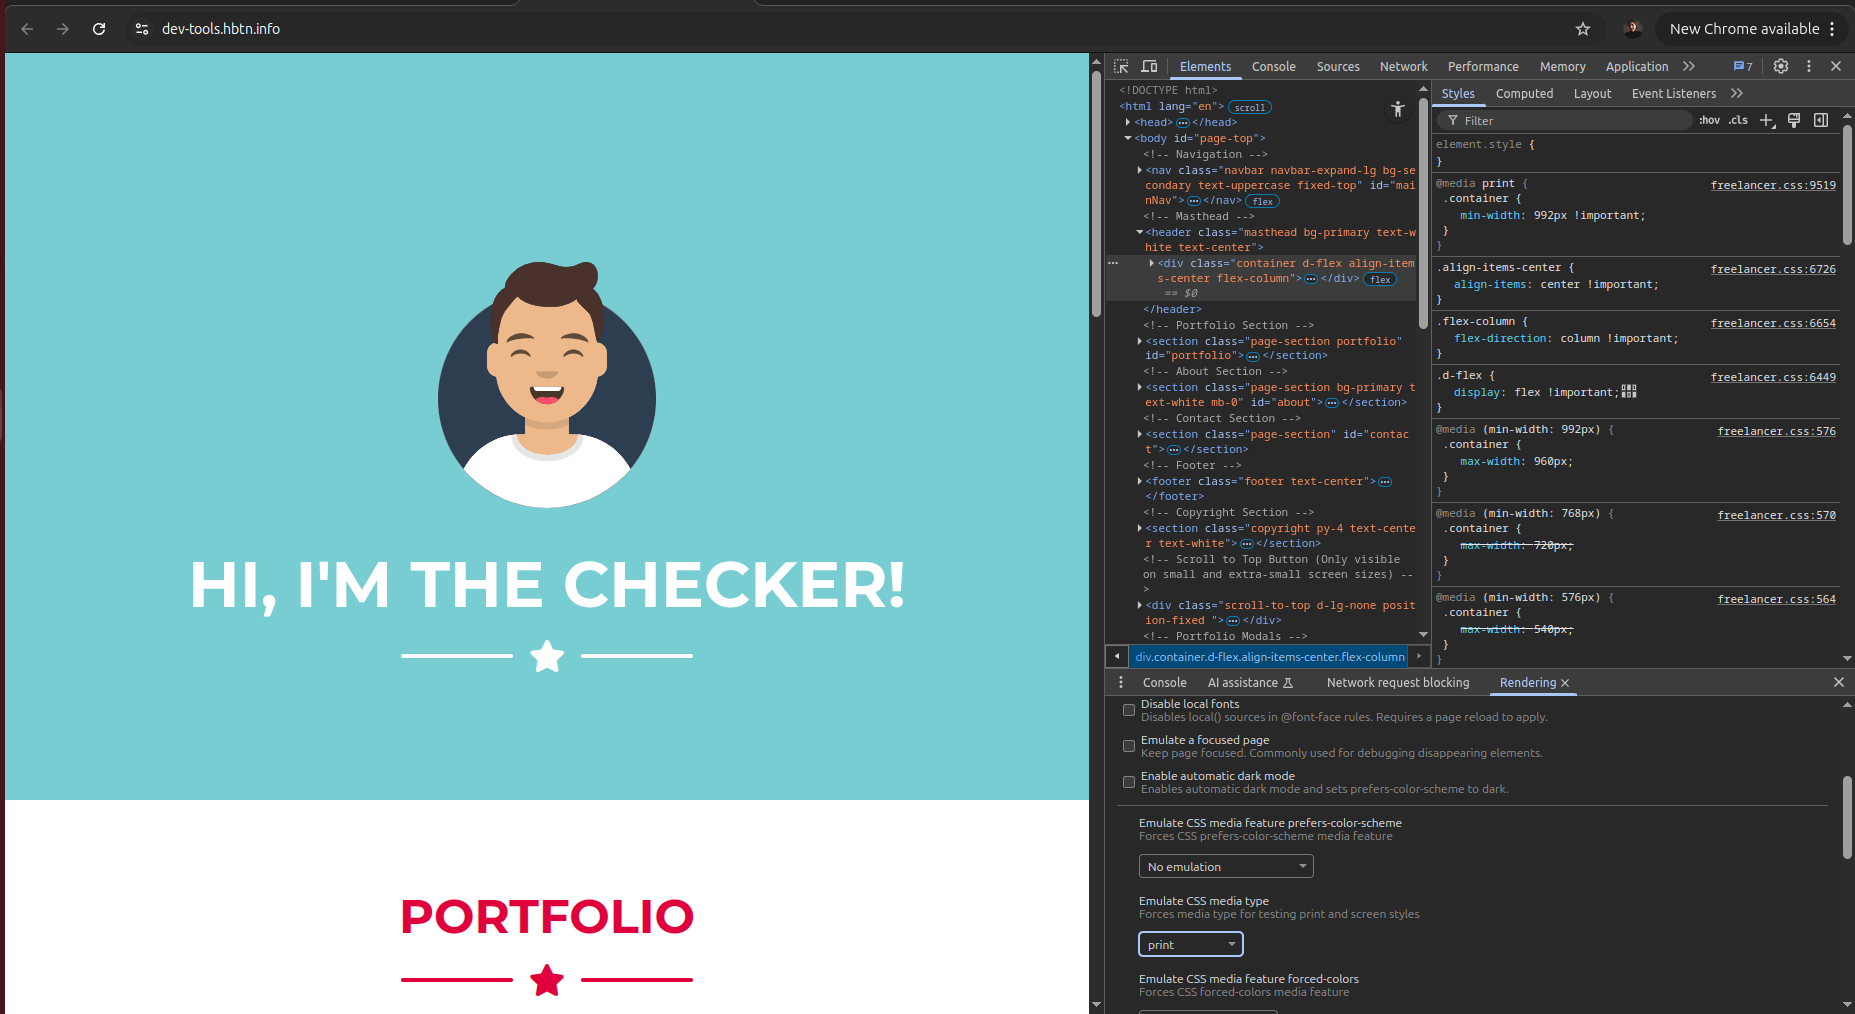 dev-tools.hbtn.info
New Chrome available
HI, I'M THE CHECKER!
PORTFOLIO
Elements Console Sources Network Performance Memory Application 7
<!DOCTYPE html>
<html lang="en"> scroll
<head> ··· </head>
<body id="page-top">
<!-- Navigation -->
<nav class="navbar navbar-expand-lg bg-se
condary text-uppercase fixed-top" id="mai
nNav"> ··· </nav> flex
<!-- Masthead -->
<header class="masthead bg-primary text-w
hite text-center">
<div class="container d-flex align-item
s-center flex-column"> ··· </div> flex
== $0
</header>
<!-- Portfolio Section -->
<section class="page-section portfolio"
id="portfolio"> ··· </section>
<!-- About Section -->
<section class="page-section bg-primary t
ext-white mb-0" id="about"> ··· </section>
<!-- Contact Section -->
<section class="page-section" id="contac
t"> ··· </section>
<!-- Footer -->
<footer class="footer text-center"> ···
</footer>
<!-- Copyright Section -->
<section class="copyright py-4 text-cente
r text-white"> ··· </section>
<!-- Scroll to Top Button (Only visible
on small and extra-small screen sizes) --
>
<div class="scroll-to-top d-lg-none posit
ion-fixed "> ··· </div>
<!-- Portfolio Modals -->
div.container.d-flex.align-items-center.flex-column
Styles Computed Layout Event Listeners
Filter :hov .cls
element.style {
}
@media print { freelancer.css:9519
.container {
min-width: 992px !important;
}
}
.align-items-center { freelancer.css:6726
align-items: center !important;
}
.flex-column { freelancer.css:6654
flex-direction: column !important;
}
.d-flex { freelancer.css:6449
display: flex !important;
}
@media (min-width: 992px) { freelancer.css:576
.container {
max-width: 960px;
}
}
@media (min-width: 768px) { freelancer.css:570
.container {
max-width: 720px;
}
}
@media (min-width: 576px) { freelancer.css:564
.container {
max-width: 540px;
}
}
Console AI assistance Network request blocking Rendering
Disable local fonts
Disables local() sources in @font-face rules. Requires a page reload to apply.
Emulate a focused page
Keep page focused. Commonly used for debugging disappearing elements.
Enable automatic dark mode
Enables automatic dark mode and sets prefers-color-scheme to dark.
Emulate CSS media feature prefers-color-scheme
Forces CSS prefers-color-scheme media feature
No emulation
Emulate CSS media type
Forces media type for testing print and screen styles
print
Emulate CSS media feature forced-colors
Forces CSS forced-colors media feature